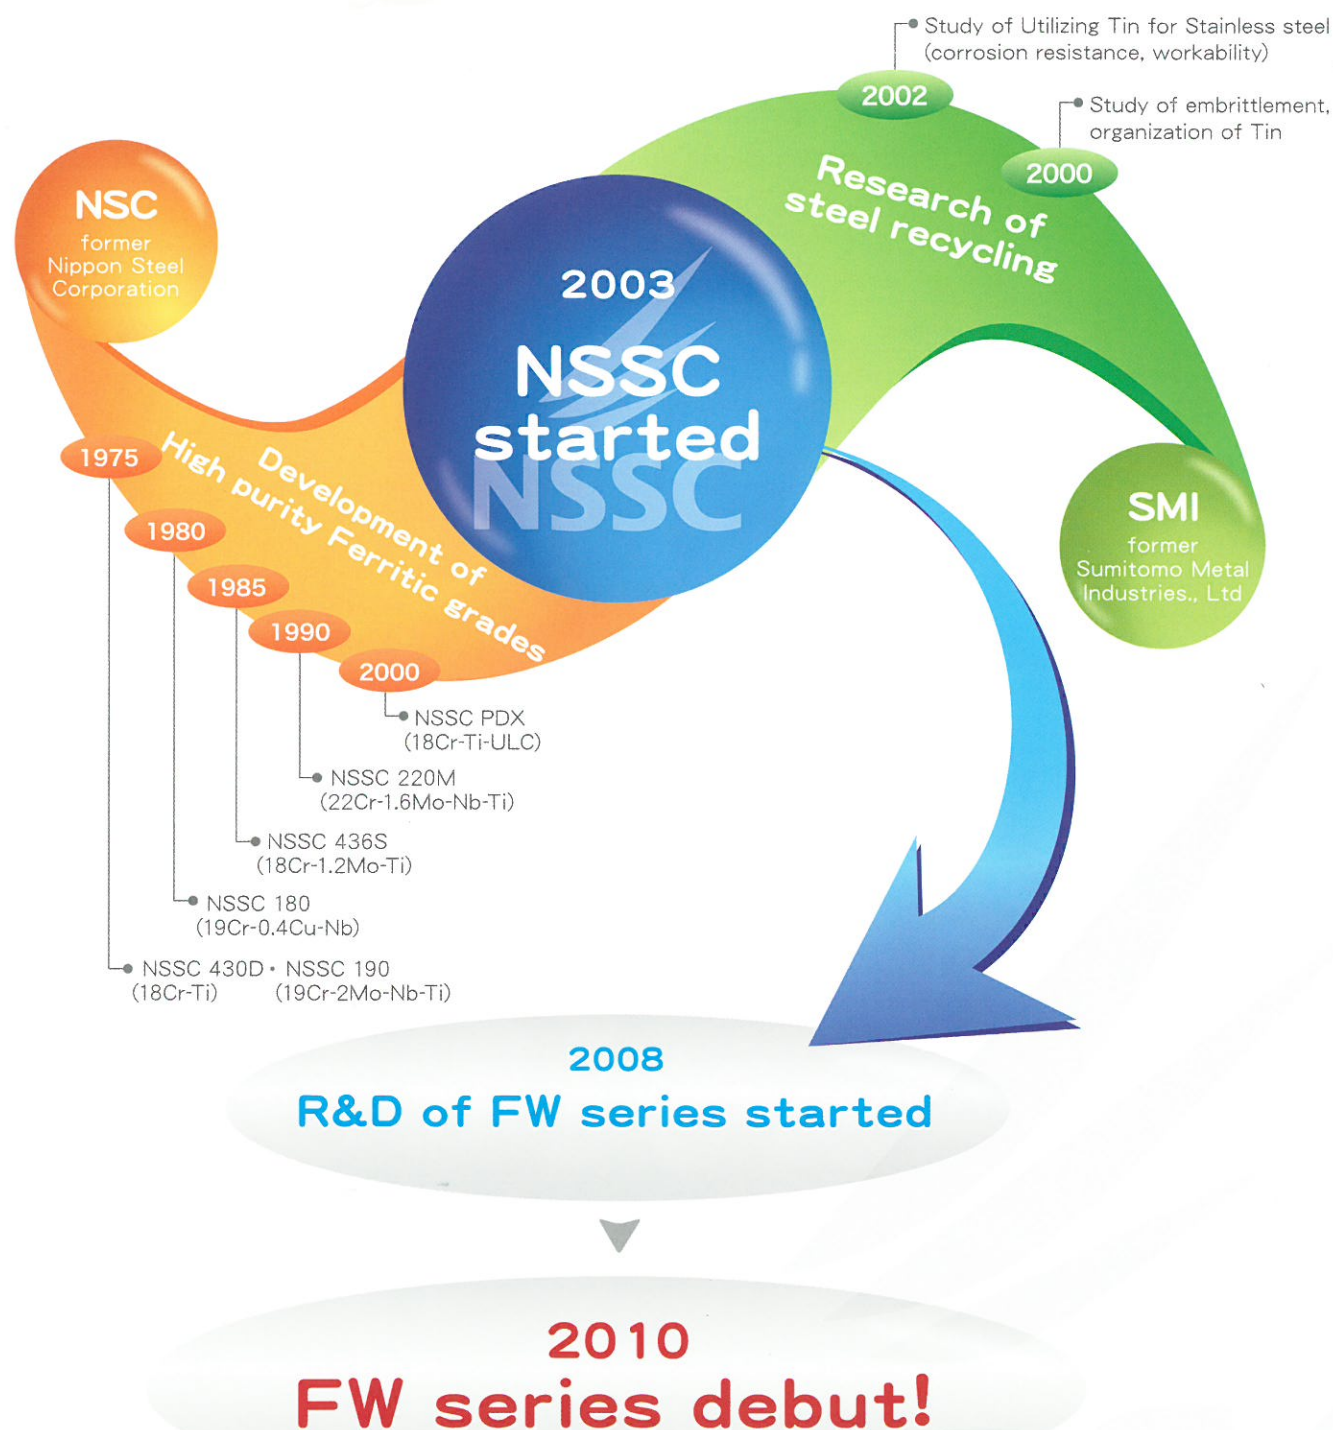 Study of Utilizing Tin for Stainless steel
(corrosion resistance, workability)
2002
Study of embrittlement,
organization of Tin
2000
Research of
steel recycling
NSC
former
Nippon Steel
Corporation
2003
NSSC
started
NSSC
SMI
former
Sumitomo Metal
Industries., Ltd
Development of
High purity Ferritic grades
1975
1980
1985
1990
2000
NSSC PDX
(18Cr-Ti-ULC)
NSSC 220M
(22Cr-1.6Mo-Nb-Ti)
NSSC 436S
(18Cr-1.2Mo-Ti)
NSSC 180
(19Cr-0.4Cu-Nb)
NSSC 430D・NSSC 190
(18Cr-Ti) (19Cr-2Mo-Nb-Ti)
2008
R&D of FW series started
2010
FW series debut!